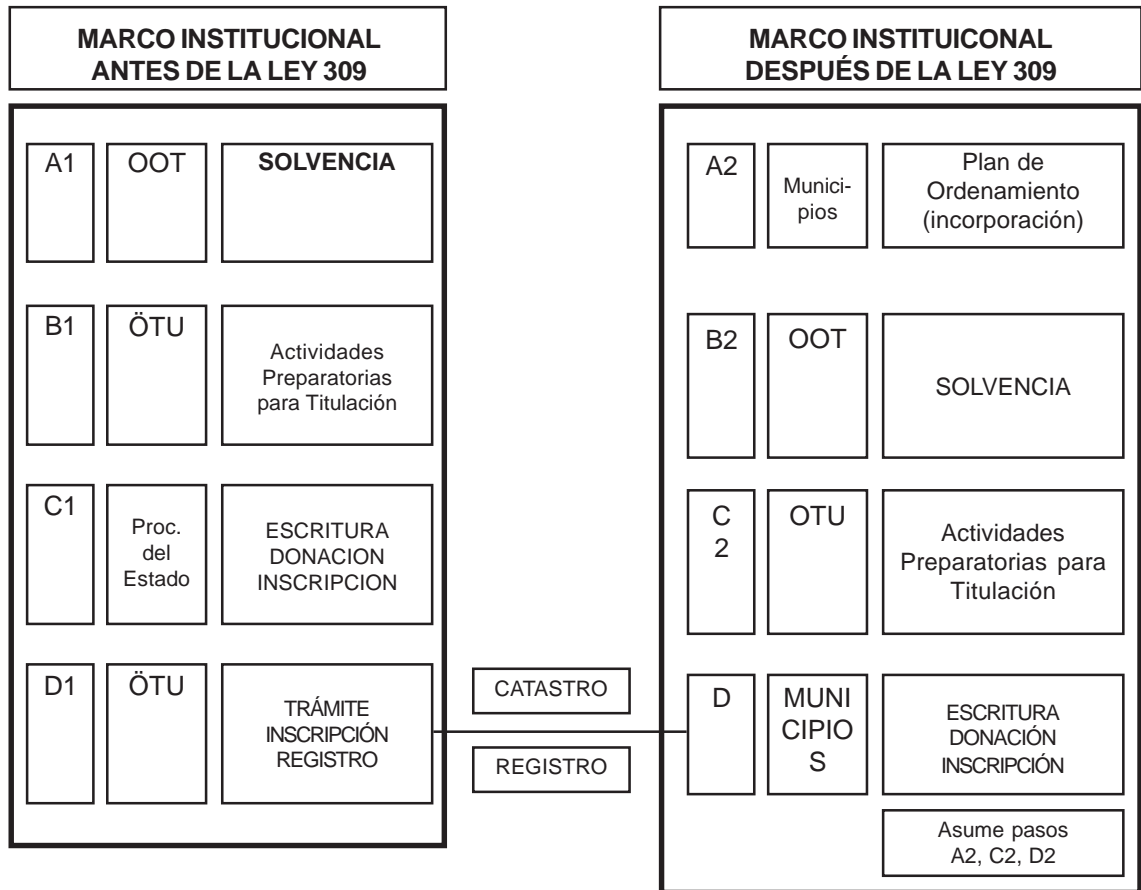 MARCO INSTITUCIONAL
ANTES DE LA LEY 309
A1
OOT
SOLVENCIA
B1
ÖTU
Actividades
Preparatorias
para Titulación
C1
Proc.
del
Estado
ESCRITURA
DONACION
INSCRIPCION
D1
ÖTU
TRÁMITE
INSCRIPCIÓN
REGISTRO
CATASTRO
REGISTRO
MARCO INSTITUICONAL
DESPUÉS DE LA LEY 309
A2
Munici-
pios
Plan de
Ordenamiento
(incorporación)
B2
OOT
SOLVENCIA
C
2
OTU
Actividades
Preparatorias para
Titulación
D
MUNI
CIPIO
S
ESCRITURA
DONACIÓN
INSCRIPCIÓN
Asume pasos
A2, C2, D2